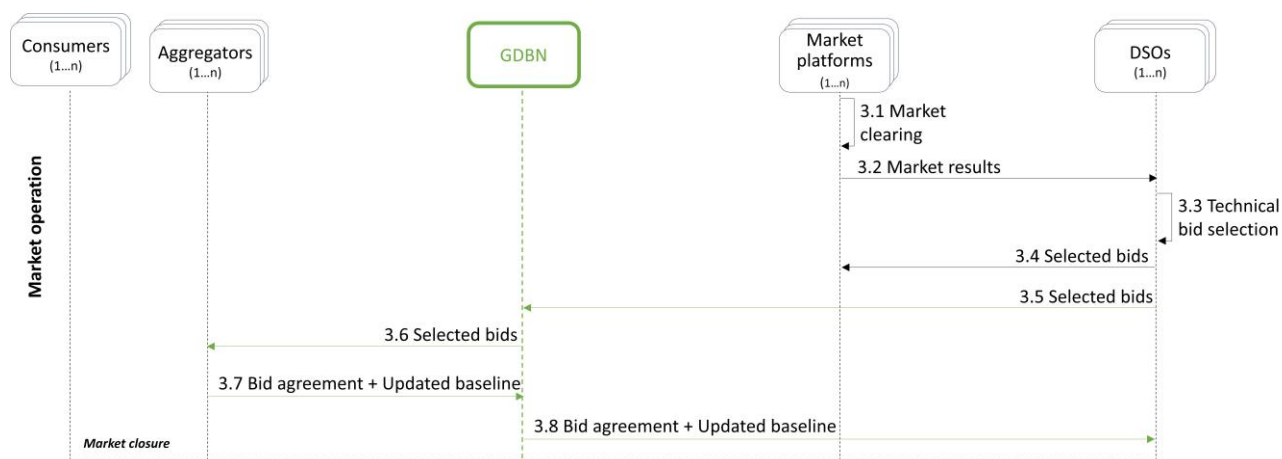 Consumers
(1...n)
Aggregators
(1...n)
GDBN
Market
platforms
(1...n)
DSOs
(1...n)
Market operation
3.1 Market
clearing
3.2 Market results
3.3 Technical
bid selection
3.4 Selected bids
3.5 Selected bids
3.6 Selected bids
3.7 Bid agreement + Updated baseline
3.8 Bid agreement + Updated baseline
Market closure